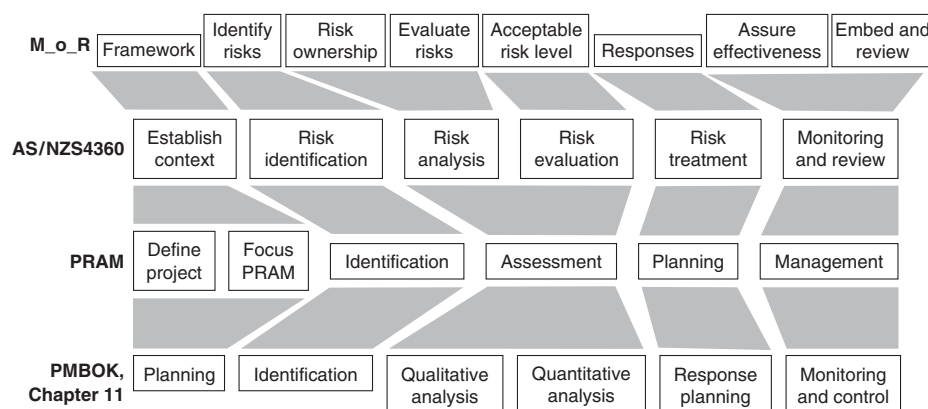 M_o_R
Framework
Identify
risks
Risk
ownership
Evaluate
risks
Acceptable
risk level
Responses
Assure
effectiveness
Embed and
review
AS/NZS4360
Establish
context
Risk
identification
Risk
analysis
Risk
evaluation
Risk
treatment
Monitoring
and review
PRAM
Define
project
Focus
PRAM
Identification
Assessment
Planning
Management
PMBOK,
Chapter 11
Planning
Identification
Qualitative
analysis
Quantitative
analysis
Response
planning
Monitoring
and control